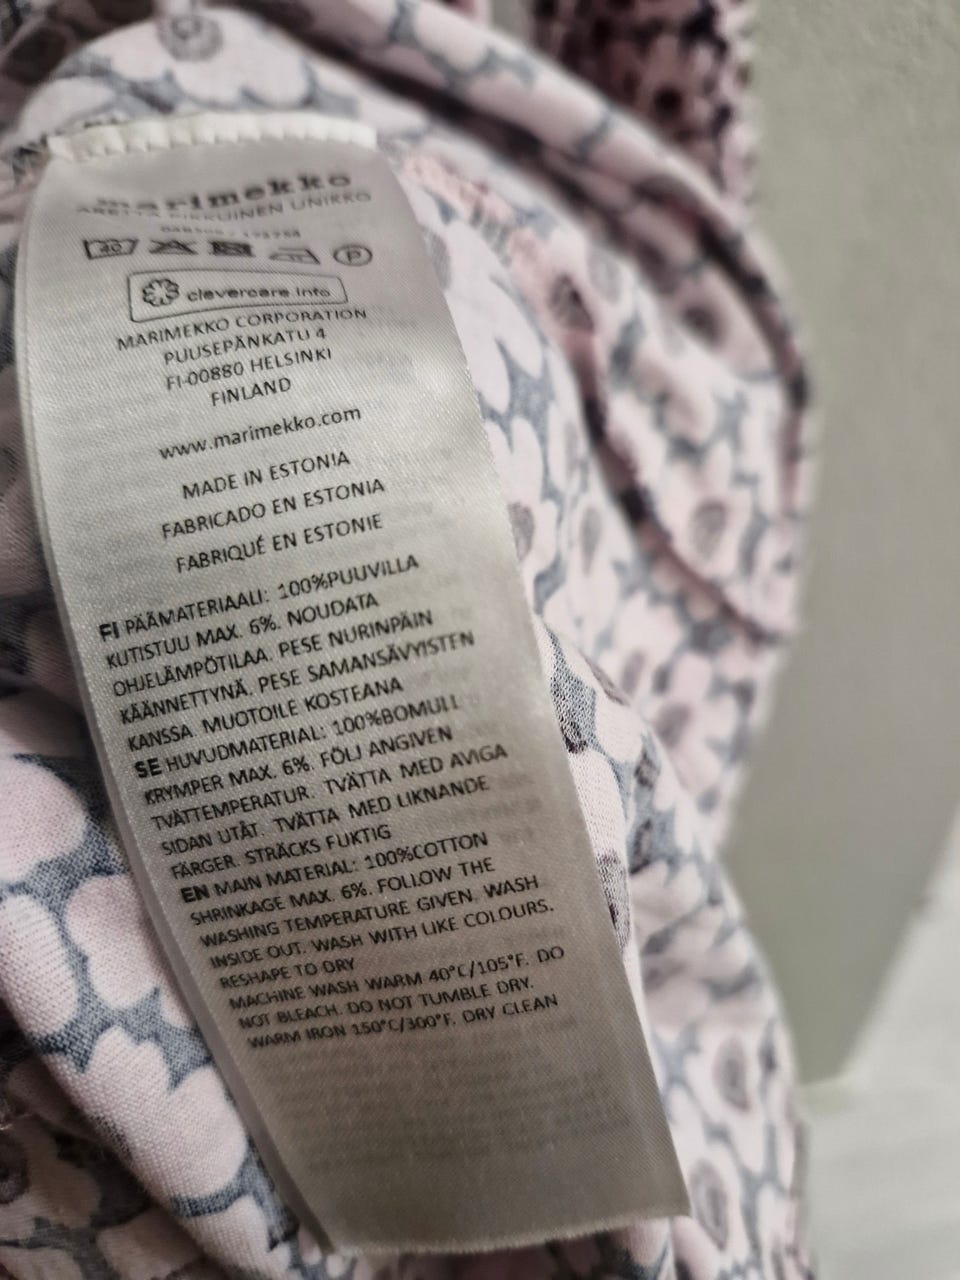 marimekko
ARETTA PIKKUINEN UNIKKO
40 P
clevercare.info
MARIMEKKO CORPORATION
PUUSEPÄNKATU 4
FI-00880 HELSINKI
FINLAND
www.marimekko.com
MADE IN ESTONIA
FABRICADO EN ESTONIA
FABRIQUÉ EN ESTONIE
FI PÄÄMATERIAALI: 100%PUUVILLA
KUTISTUU MAX. 6%. NOUDATA
OHJELÄMPÖTILAA. PESE NURINPÄIN
KÄÄNNETTYNÄ. PESE SAMANSÄVYISTEN
KANSSA. MUOTOILE KOSTEANA
SE HUVUDMATERIAL: 100%BOMULL
KRYMPER MAX. 6%. FÖLJ ANGIVEN
TVÄTTEMPERATUR. TVÄTTA MED AVIGA
SIDAN UTÅT. TVÄTTA MED LIKNANDE
FÄRGER. STRÄCKS FUKTIG
EN MAIN MATERIAL: 100%COTTON
SHRINKAGE MAX. 6%. FOLLOW THE
WASHING TEMPERATURE GIVEN. WASH
INSIDE OUT. WASH WITH LIKE COLOURS.
RESHAPE TO DRY
MACHINE WASH WARM 40°C/105°F. DO
NOT BLEACH. DO NOT TUMBLE DRY.
WARM IRON 150°C/300°F. DRY CLEAN